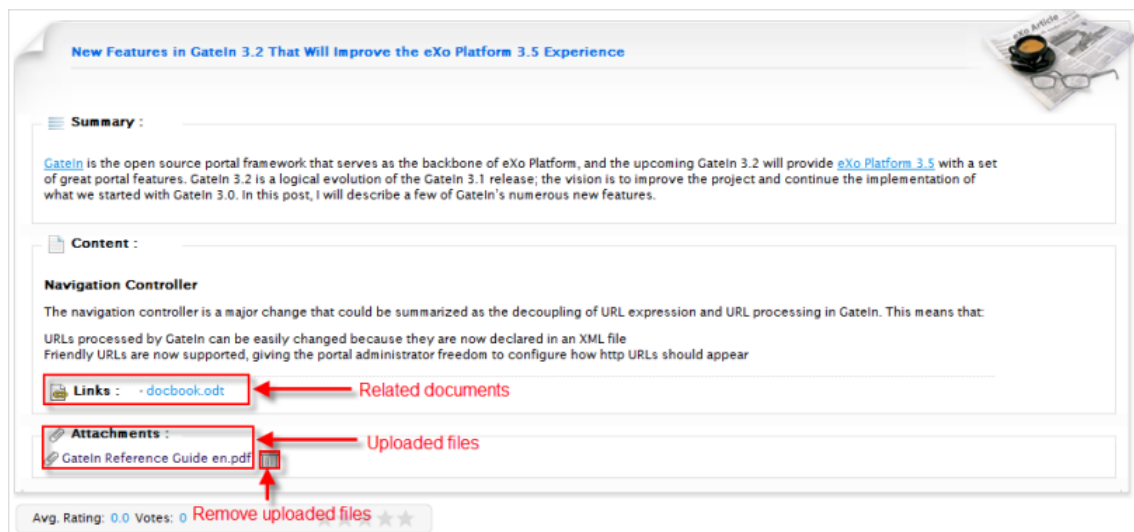 New Features in GateIn 3.2 That Will Improve the eXo Platform 3.5 Experience
eXo Article
Summary :
GateIn is the open source portal framework that serves as the backbone of eXo Platform, and the upcoming GateIn 3.2 will provide eXo Platform 3.5 with a set
of great portal features. GateIn 3.2 is a logical evolution of the GateIn 3.1 release; the vision is to improve the project and continue the implementation of
what we started with GateIn 3.0. In this post, I will describe a few of GateIn's numerous new features.
Content :
Navigation Controller
The navigation controller is a major change that could be summarized as the decoupling of URL expression and URL processing in GateIn. This means that:
URLs processed by GateIn can be easily changed because they are now declared in an XML file
Friendly URLs are now supported, giving the portal administrator freedom to configure how http URLs should appear
Links : · docbook.odt Related documents
Attachments : Uploaded files
GateIn Reference Guide en.pdf
Avg. Rating: 0.0 Votes: 0 Remove uploaded files